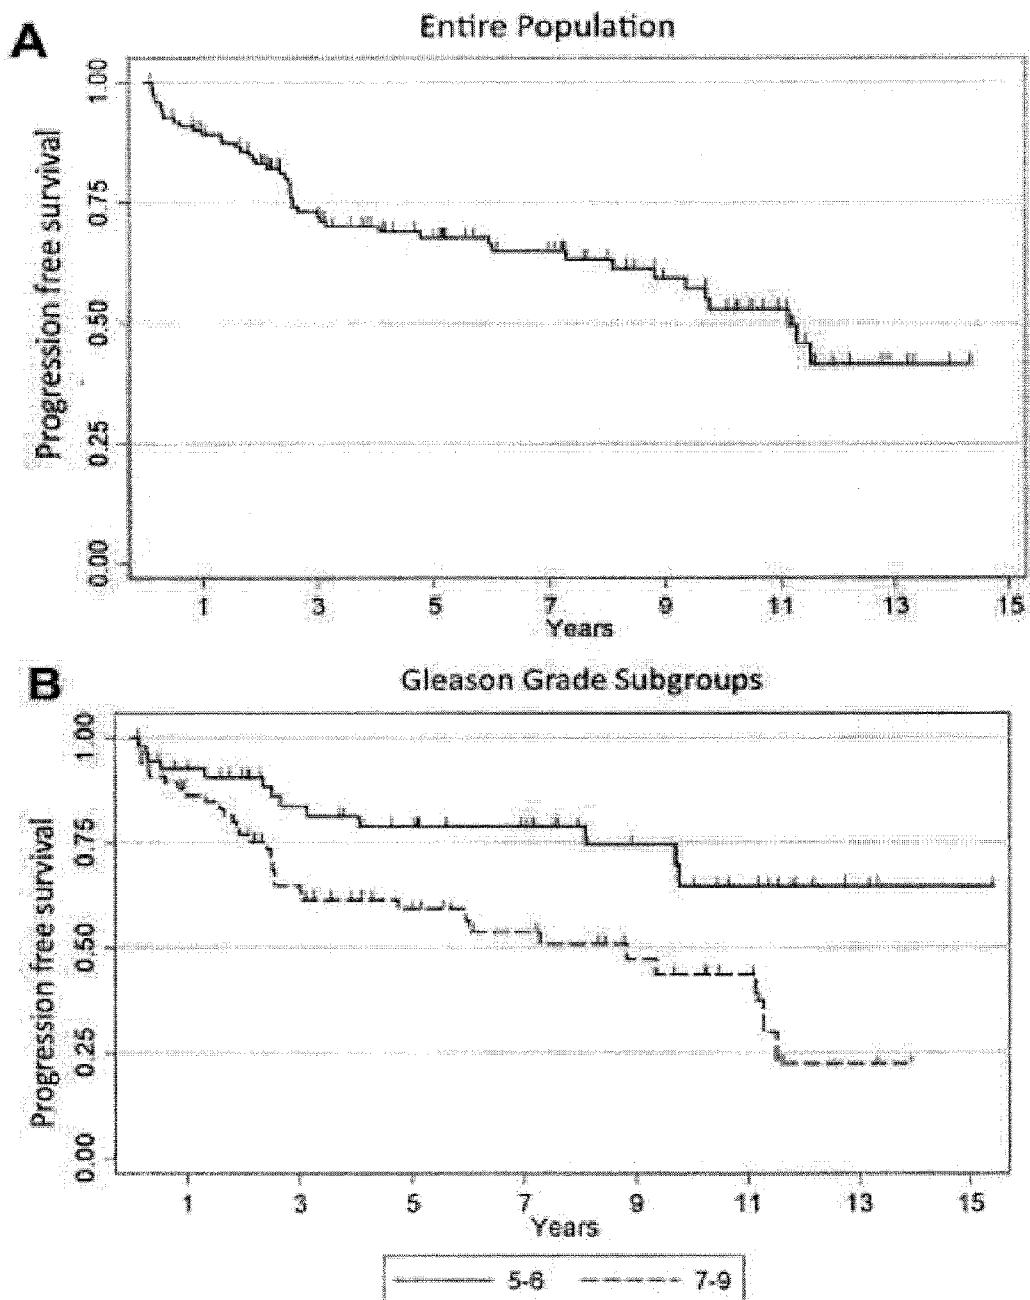 A
Entire Population
Progression free survival
1.00
0.75
0.50
0.25
0.00
1 3 5 7 9 11 13 15
Years
B
Gleason Grade Subgroups
Progression free survival
1.00
0.75
0.50
0.25
0.00
1 3 5 7 9 11 13 15
Years
5-6 7-9